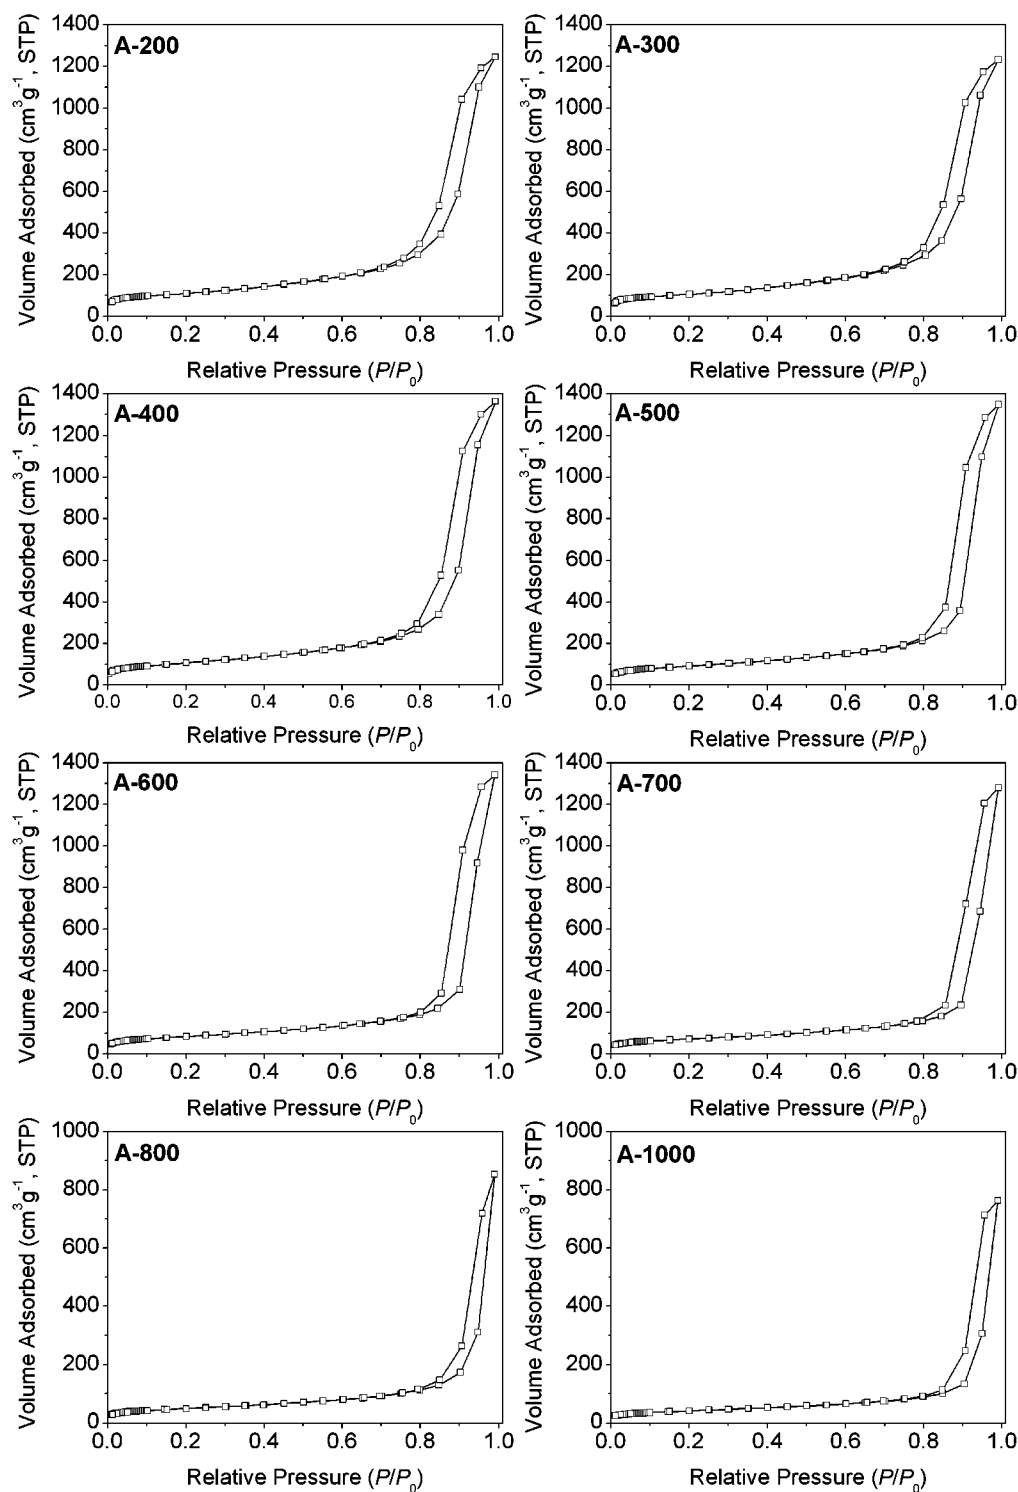 A-200
Volume Adsorbed (cm³g⁻¹, STP)
1400
1200
1000
800
600
400
200
0
0.0 0.2 0.4 0.6 0.8 1.0
Relative Pressure (P/P₀)
A-300
Volume Adsorbed (cm³g⁻¹, STP)
1400
1200
1000
800
600
400
200
0
0.0 0.2 0.4 0.6 0.8 1.0
Relative Pressure (P/P₀)
A-400
Volume Adsorbed (cm³g⁻¹, STP)
1400
1200
1000
800
600
400
200
0
0.0 0.2 0.4 0.6 0.8 1.0
Relative Pressure (P/P₀)
A-500
Volume Adsorbed (cm³g⁻¹, STP)
1400
1200
1000
800
600
400
200
0
0.0 0.2 0.4 0.6 0.8 1.0
Relative Pressure (P/P₀)
A-600
Volume Adsorbed (cm³g⁻¹, STP)
1400
1200
1000
800
600
400
200
0
0.0 0.2 0.4 0.6 0.8 1.0
Relative Pressure (P/P₀)
A-700
Volume Adsorbed (cm³g⁻¹, STP)
1400
1200
1000
800
600
400
200
0
0.0 0.2 0.4 0.6 0.8 1.0
Relative Pressure (P/P₀)
A-800
Volume Adsorbed (cm³g⁻¹, STP)
1000
800
600
400
200
0
0.0 0.2 0.4 0.6 0.8 1.0
Relative Pressure (P/P₀)
A-1000
Volume Adsorbed (cm³g⁻¹, STP)
1000
800
600
400
200
0
0.0 0.2 0.4 0.6 0.8 1.0
Relative Pressure (P/P₀)